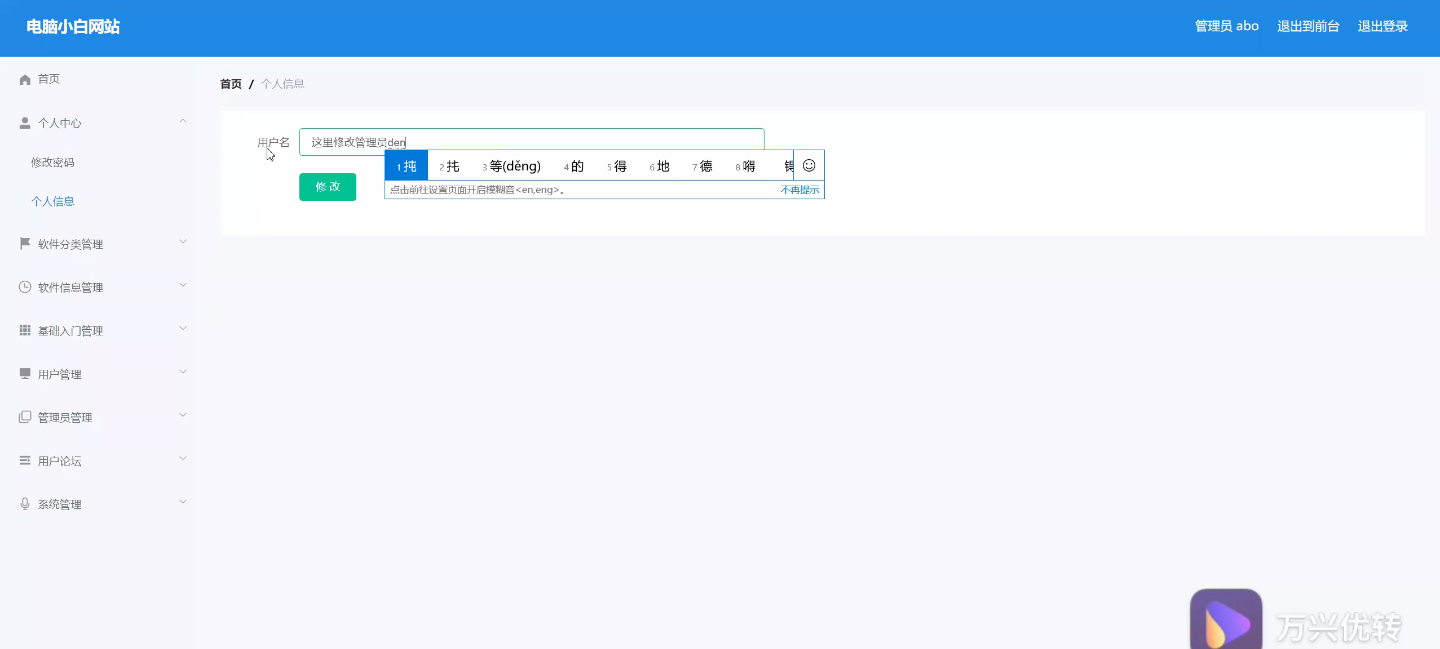 电脑小白网站
管理员 abo 退出到前台 退出登录
首页
首页 / 个人信息
个人中心
用户名 这里修改管理员den
修改密码
1 扽 2 扥 3 等(děng) 4 的 5 得 6 地 7 德 8 嘚
修 改
点击前往设置页面开启模糊音<en,eng>。 不再提示
个人信息
软件分类管理
软件信息管理
基础入门管理
用户管理
管理员管理
用户论坛
系统管理
万兴优转